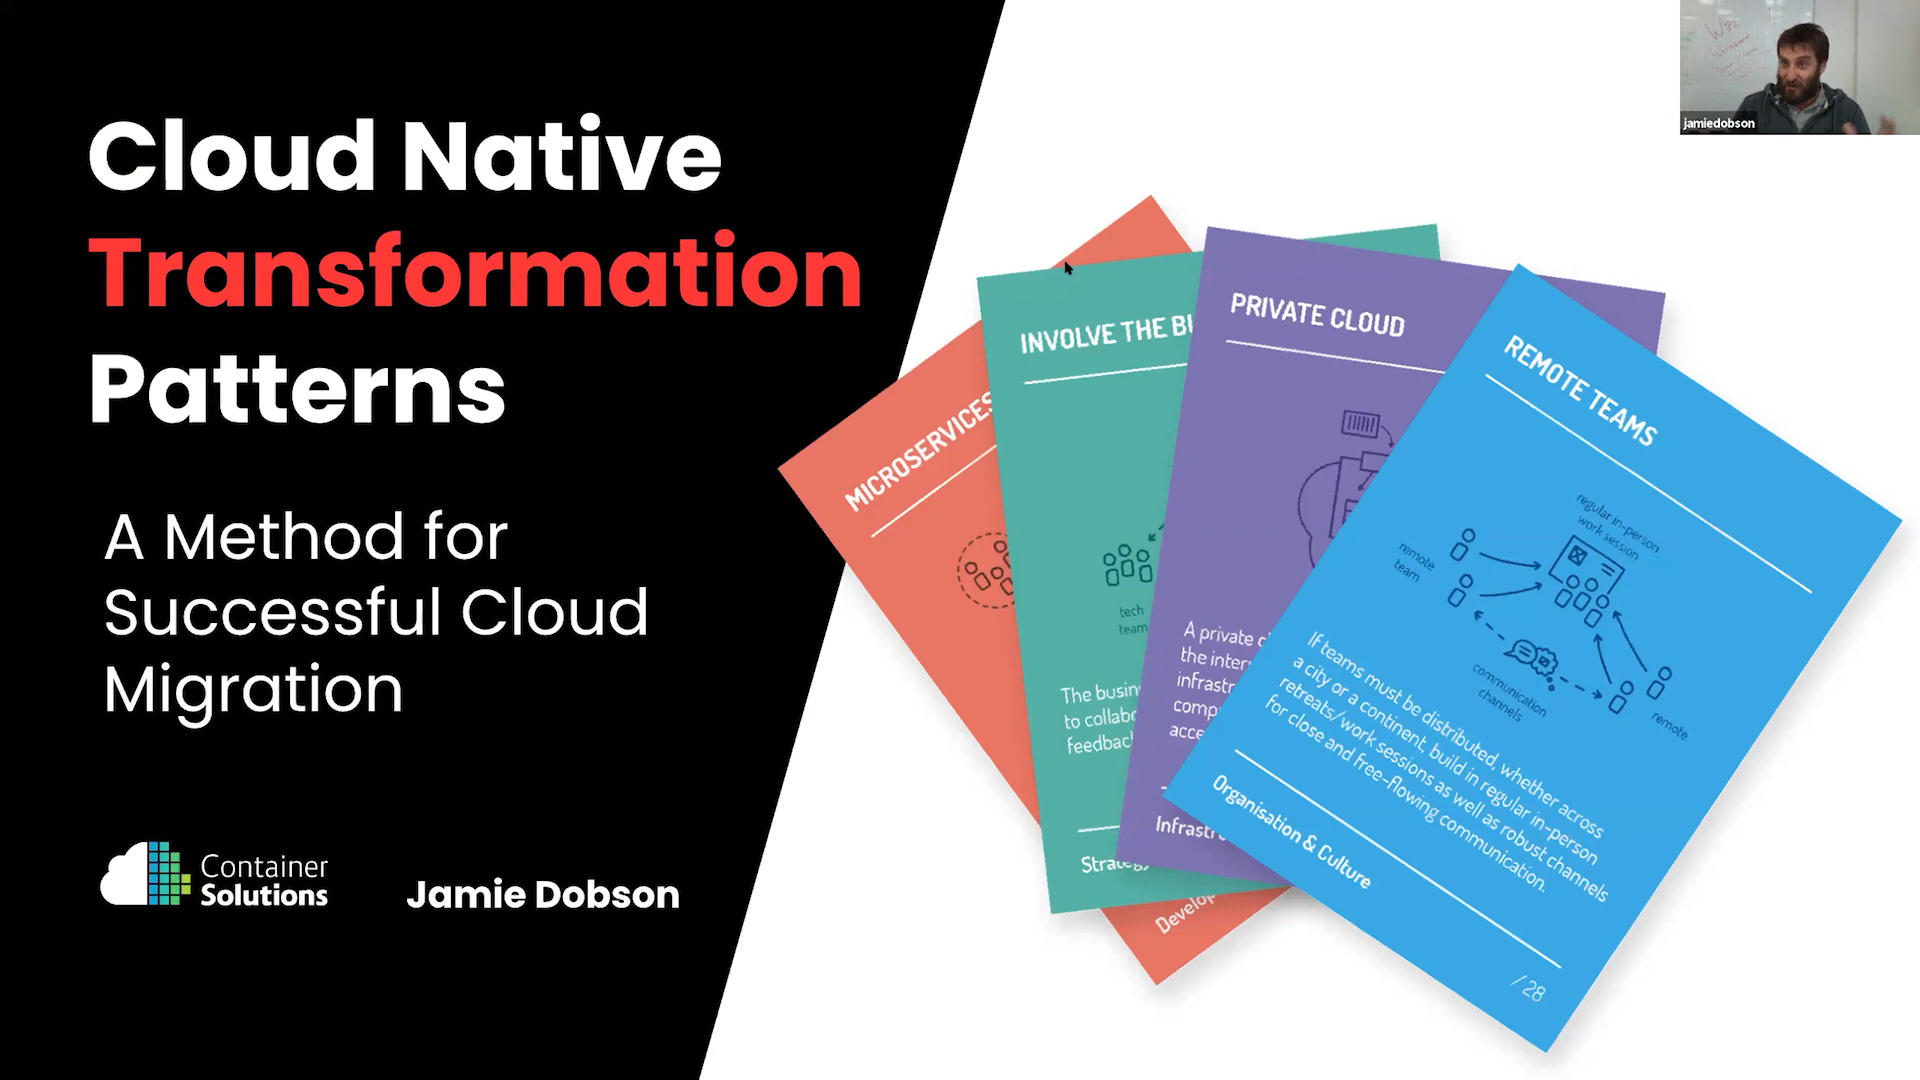 Cloud Native
Transformation
Patterns
A Method for
Successful Cloud
Migration
Container
Solutions
Jamie Dobson
jamiedobson
MICROSERVICES
Develop
INVOLVE THE BU
tech
team
The busin
to collabo
feedbac
Strategy
PRIVATE CLOUD
A private c
the inter
infrastr
comp
acce
Infrastr
REMOTE TEAMS
regular in-person
work session
remote
team
communication
channels
remote
If teams must be distributed, whether across
a city or a continent, build in regular in-person
retreats/work sessions as well as robust channels
for close and free-flowing communication.
Organisation & Culture
/ 28